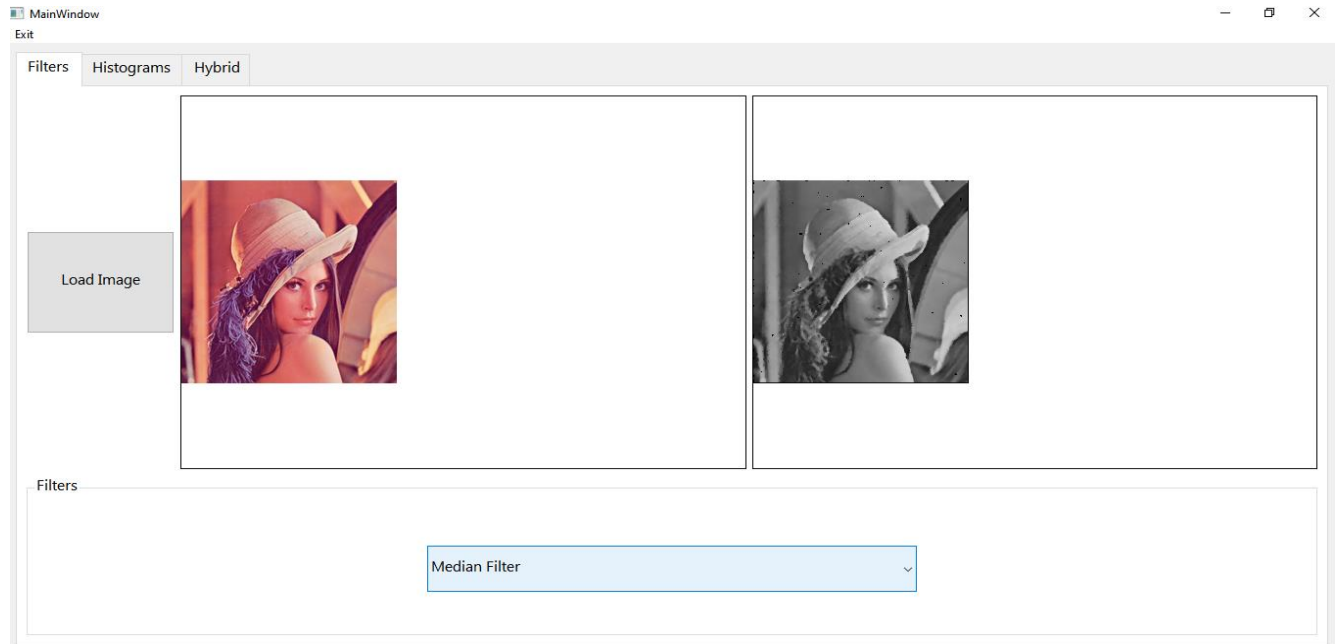 MainWindow
Exit
Filters Histograms Hybrid
Load Image
Filters
Median Filter